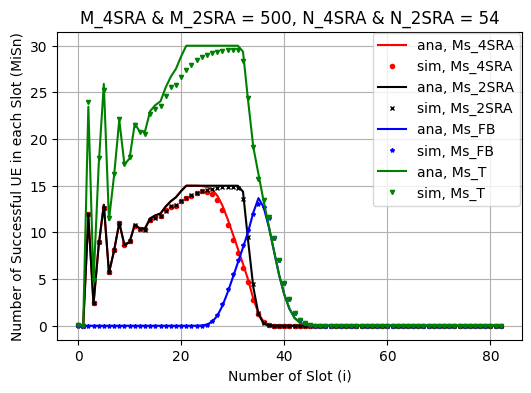 M_4SRA & M_2SRA = 500, N_4SRA & N_2SRA = 54
Number of Successful UE in each Slot (MiSn)
30
25
20
15
10
5
0
ana, Ms_4SRA
sim, Ms_4SRA
ana, Ms_2SRA
sim, Ms_2SRA
ana, Ms_FB
sim, Ms_FB
ana, Ms_T
sim, Ms_T
0 20 40 60 80
Number of Slot (i)